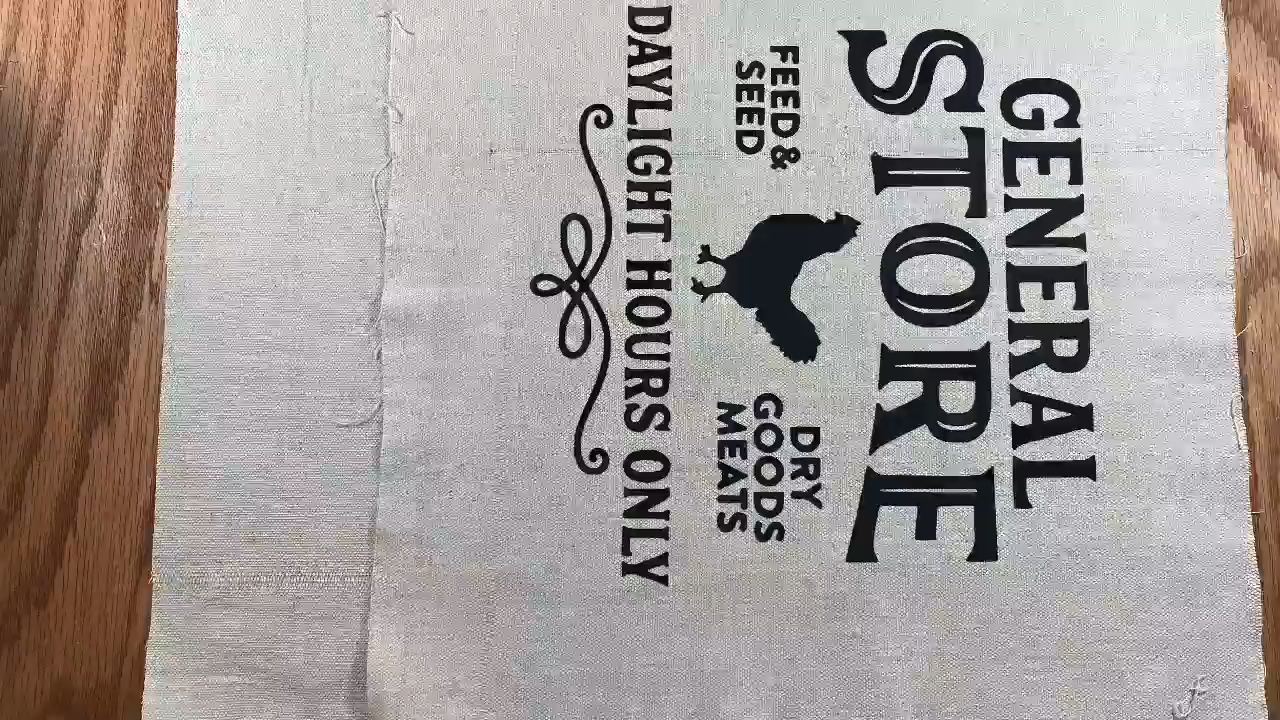 GENERAL
STORE
FEED &
SEED
DRY
GOODS
MEATS
DAYLIGHT HOURS ONLY